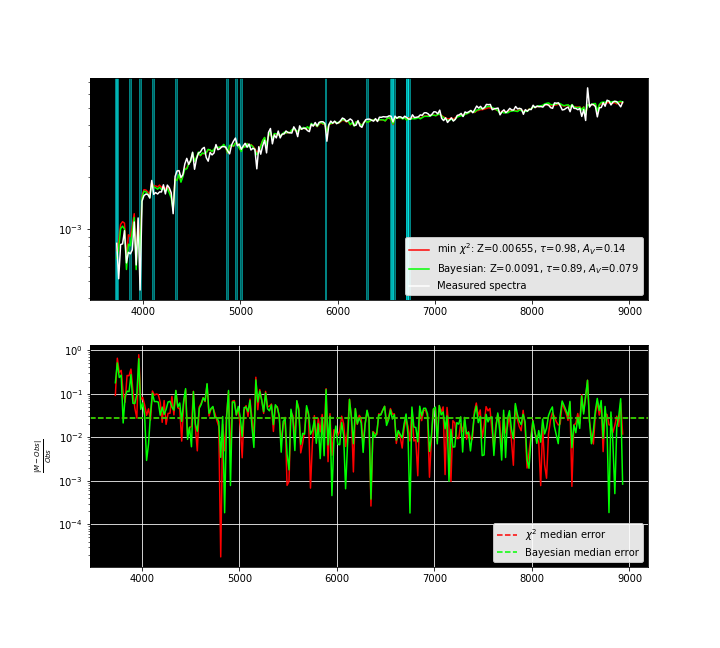 10⁻³
min χ²: Z=0.00655, τ=0.98, A_V=0.14
Bayesian: Z=0.0091, τ=0.89, A_V=0.079
Measured spectra
4000 5000 6000 7000 8000 9000
10⁰
10⁻¹
10⁻²
10⁻³
10⁻⁴
|M − Obs|
Obs
χ² median error
Bayesian median error
4000 5000 6000 7000 8000 9000